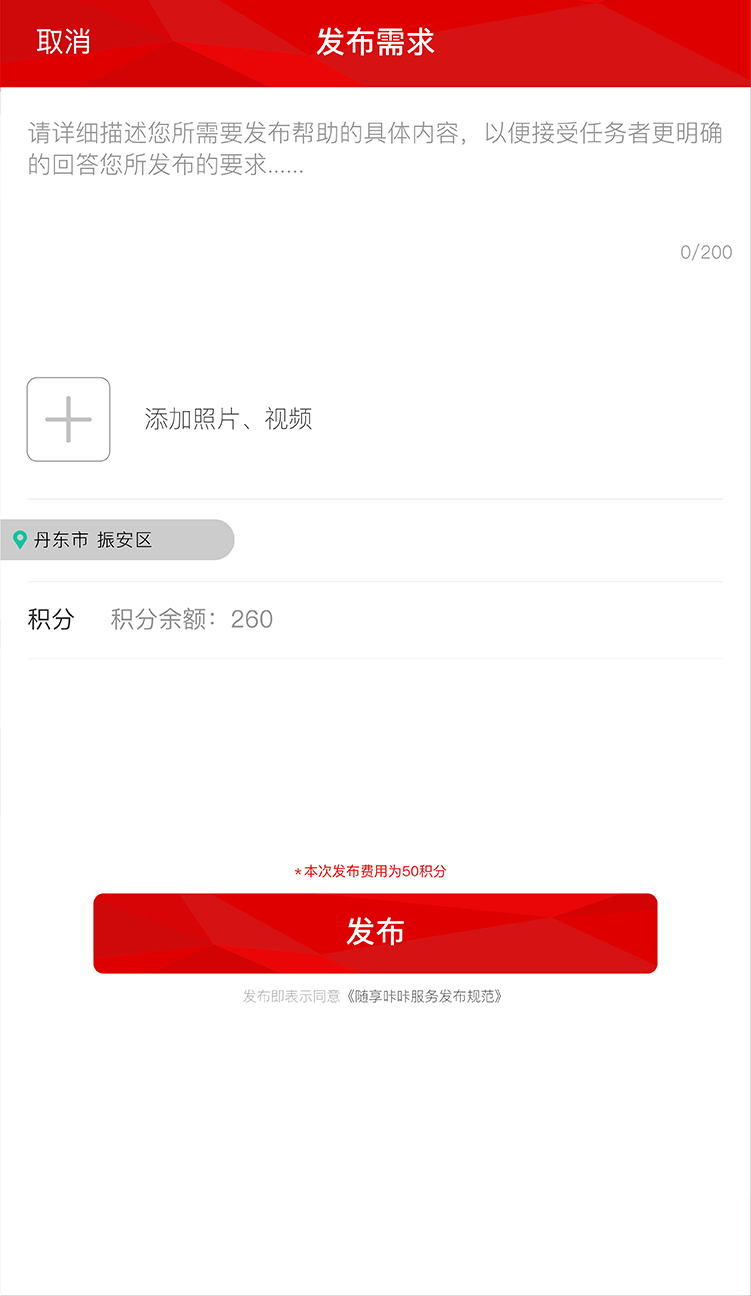 取消
发布需求
请详细描述您所需要发布帮助的具体内容，以便接受任务者更明确
的回答您所发布的要求......
0/200
添加照片、视频
丹东市 振安区
积分 积分余额：260
*本次发布费用为50积分
发布
发布即表示同意《随享咔咔服务发布规范》